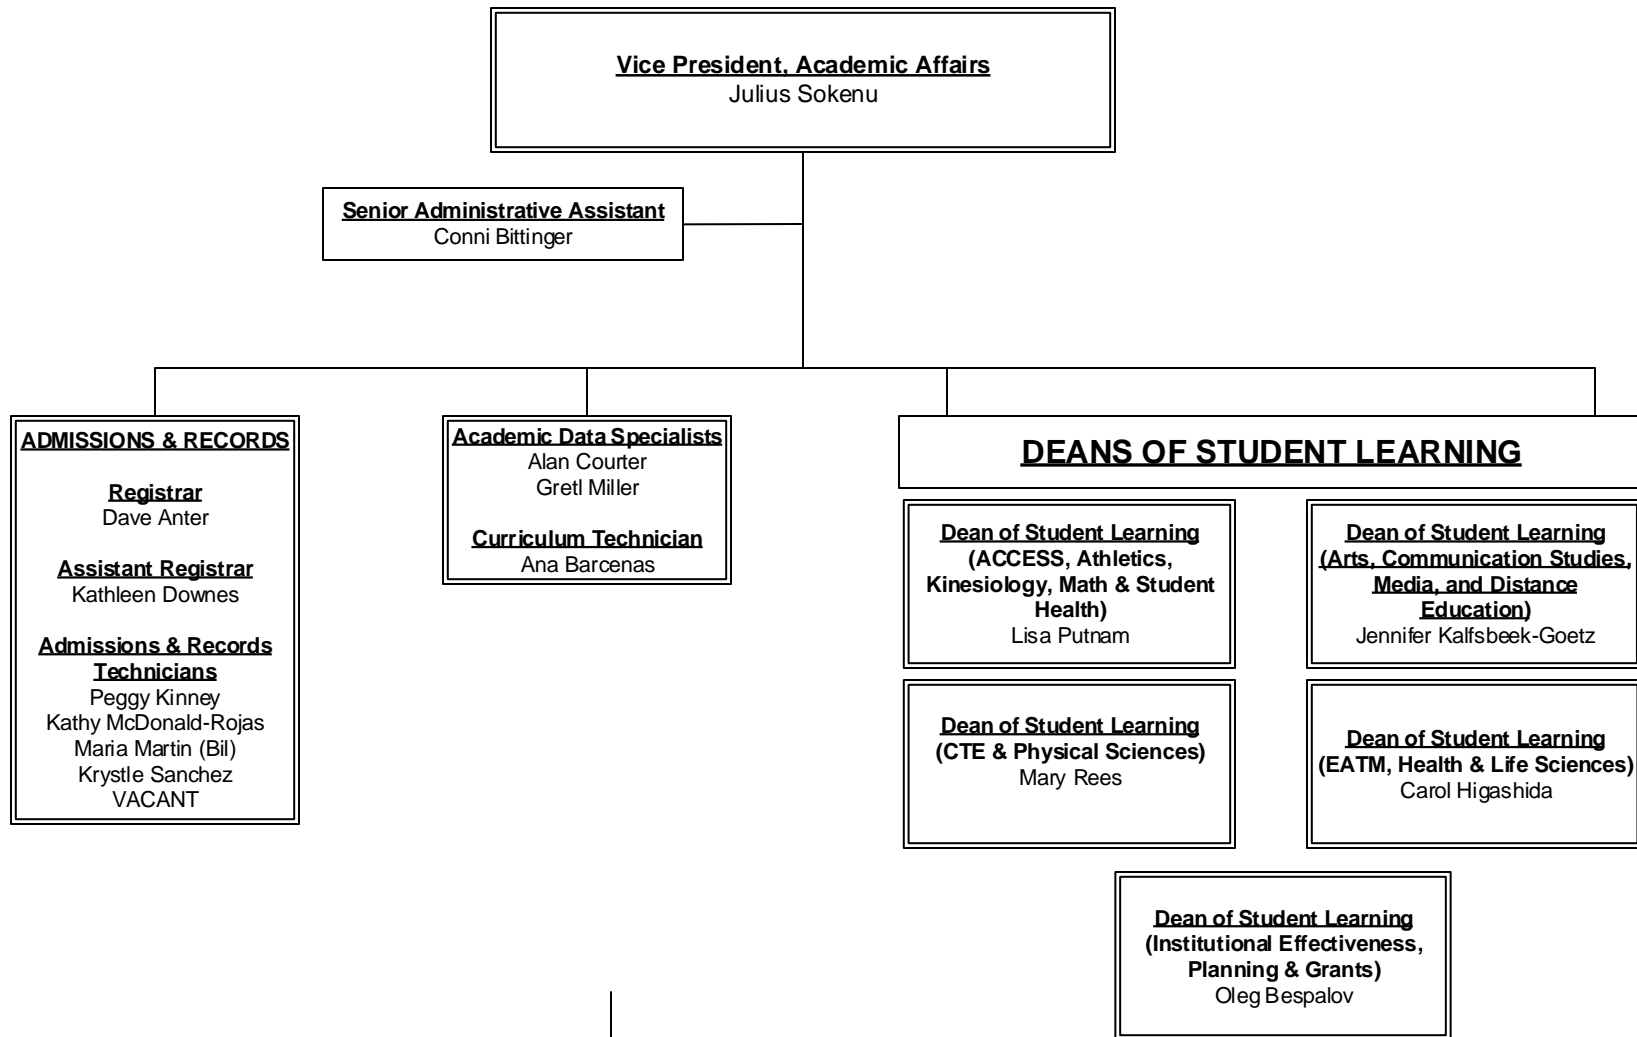 Vice President, Academic Affairs
Julius Sokenu
Senior Administrative Assistant
Conni Bittinger
ADMISSIONS & RECORDS
Registrar
Dave Anter
Assistant Registrar
Kathleen Downes
Admissions & Records
Technicians
Peggy Kinney
Kathy McDonald-Rojas
Maria Martin (Bil)
Krystle Sanchez
VACANT
Academic Data Specialists
Alan Courter
Gretl Miller
Curriculum Technician
Ana Barcenas
DEANS OF STUDENT LEARNING
Dean of Student Learning
(ACCESS, Athletics,
Kinesiology, Math & Student
Health)
Lisa Putnam
Dean of Student Learning
(Arts, Communication Studies,
Media, and Distance
Education)
Jennifer Kalfsbeek-Goetz
Dean of Student Learning
(CTE & Physical Sciences)
Mary Rees
Dean of Student Learning
(EATM, Health & Life Sciences)
Carol Higashida
Dean of Student Learning
(Institutional Effectiveness,
Planning & Grants)
Oleg Bespalov